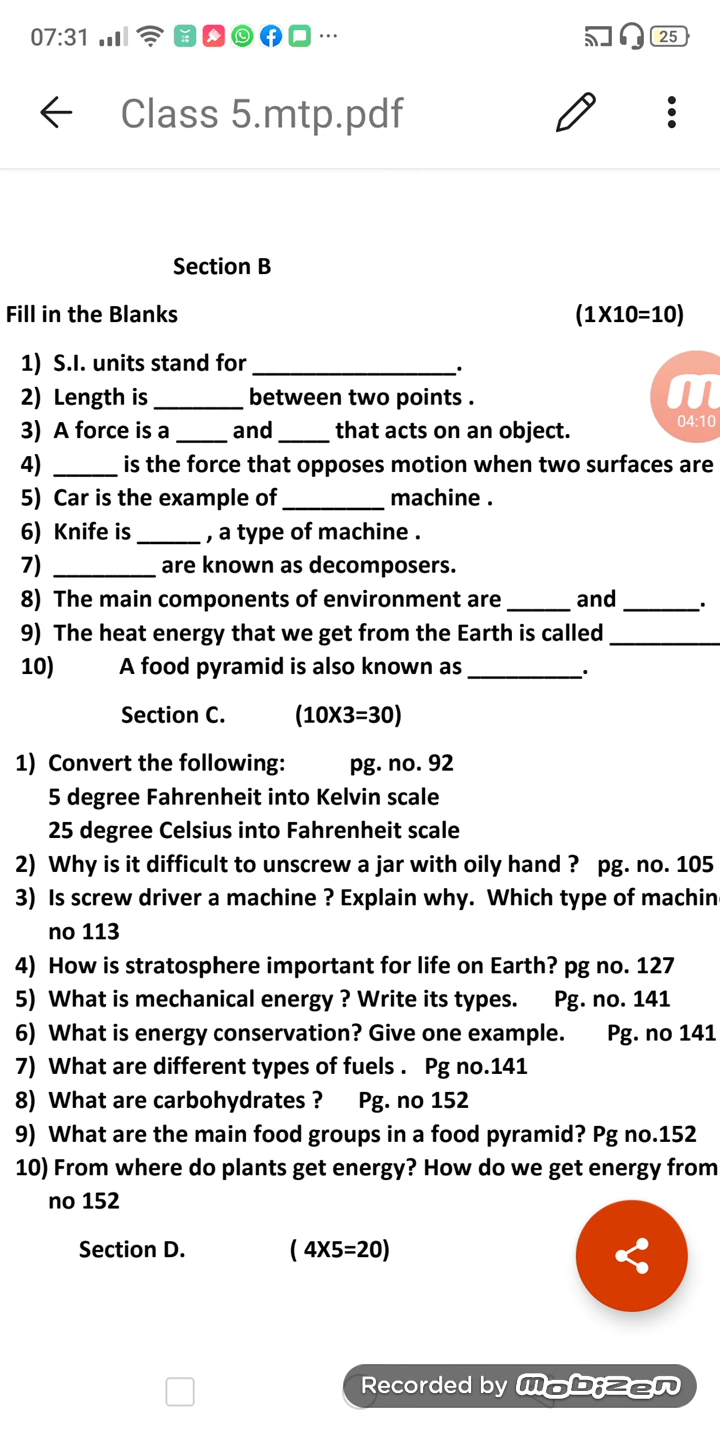 07:31 25
Class 5.mtp.pdf
Section B
Fill in the Blanks (1X10=10)
1) S.I. units stand for ________________.
2) Length is _______ between two points .
3) A force is a ____ and ____ that acts on an object.
04:10
4) _____ is the force that opposes motion when two surfaces are
5) Car is the example of ________ machine .
6) Knife is _____ , a type of machine .
7) ________ are known as decomposers.
8) The main components of environment are _____ and ______.
9) The heat energy that we get from the Earth is called _________
10) A food pyramid is also known as _________.
Section C. (10X3=30)
1) Convert the following: pg. no. 92
5 degree Fahrenheit into Kelvin scale
25 degree Celsius into Fahrenheit scale
2) Why is it difficult to unscrew a jar with oily hand ? pg. no. 105
3) Is screw driver a machine ? Explain why. Which type of machin
no 113
4) How is stratosphere important for life on Earth? pg no. 127
5) What is mechanical energy ? Write its types. Pg. no. 141
6) What is energy conservation? Give one example. Pg. no 141
7) What are different types of fuels . Pg no.141
8) What are carbohydrates ? Pg. no 152
9) What are the main food groups in a food pyramid? Pg no.152
10) From where do plants get energy? How do we get energy from
no 152
Section D. ( 4X5=20)
Recorded by mobizen